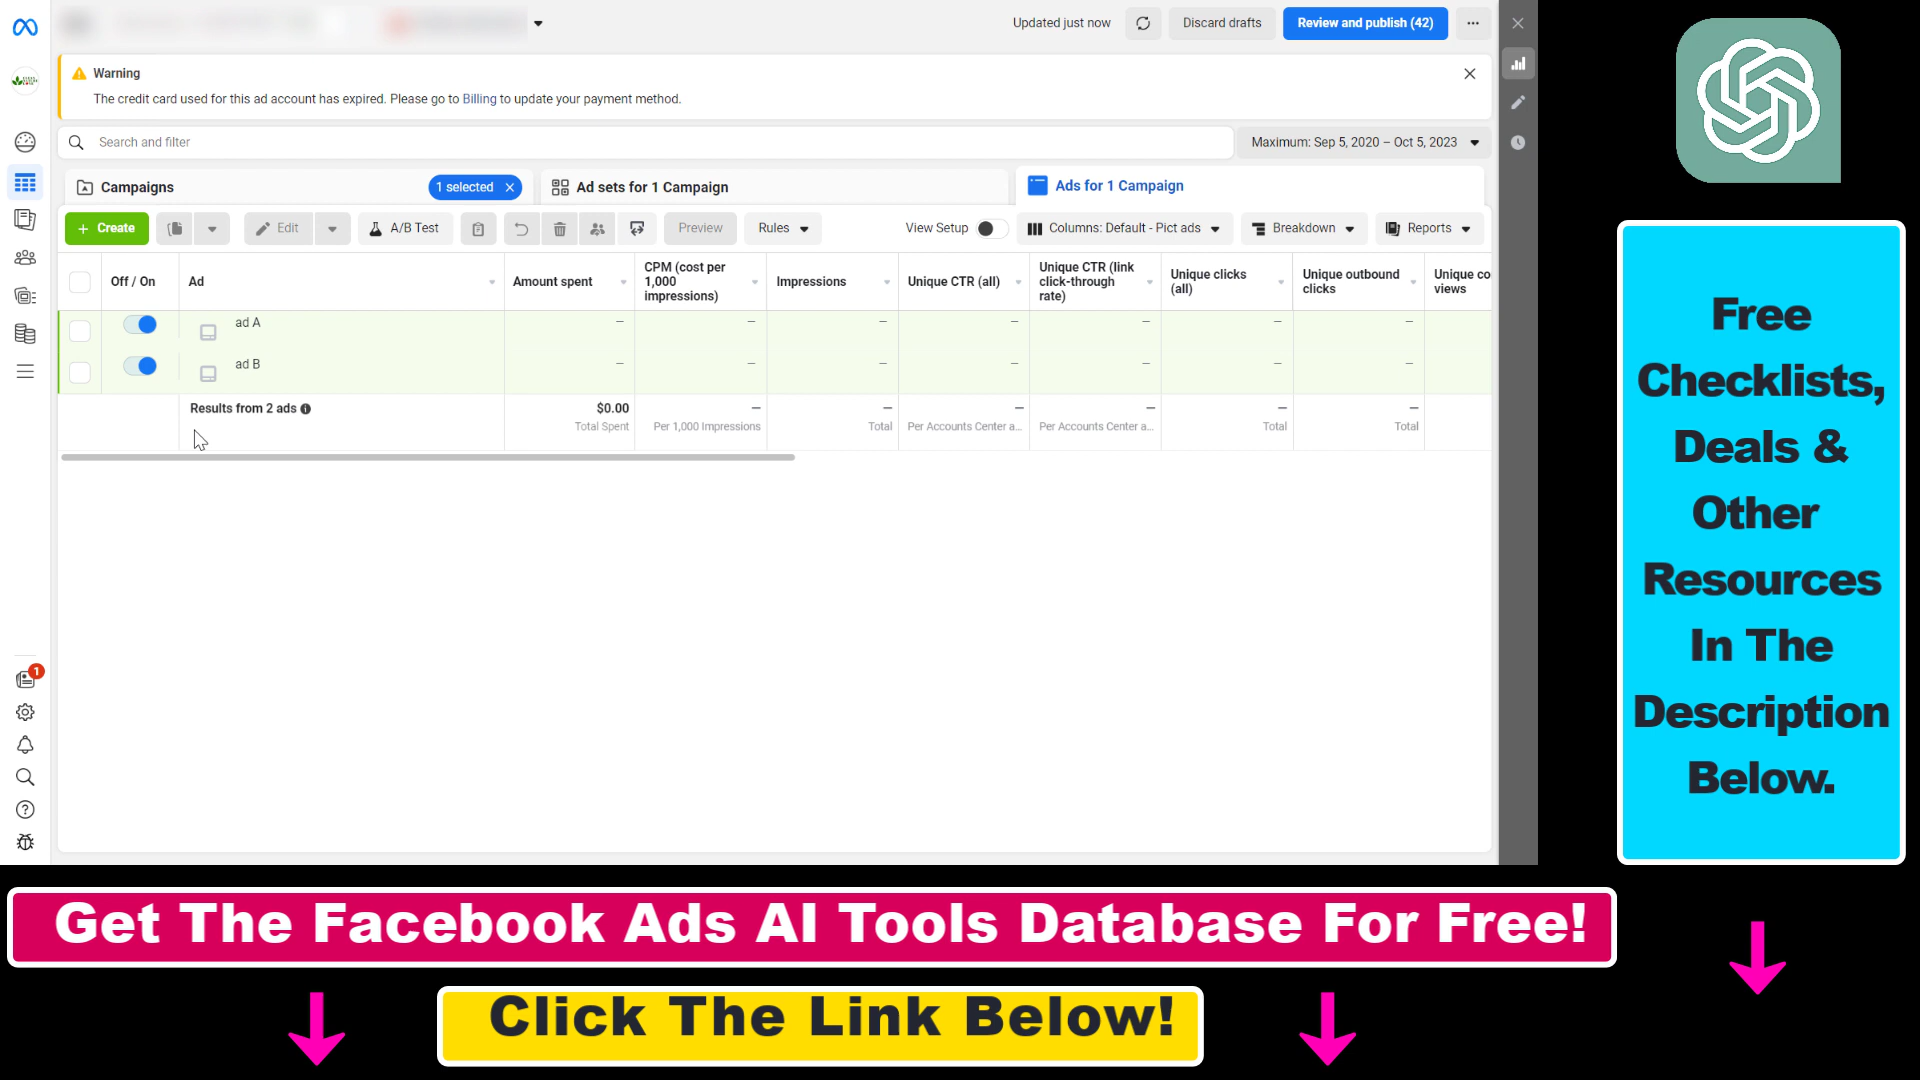 Updated just now
Discard drafts
Review and publish (42)
Warning
The credit card used for this ad account has expired. Please go to Billing to update your payment method.
Search and filter
Maximum: Sep 5, 2020 – Oct 5, 2023
Campaigns
1 selected
Ad sets for 1 Campaign
Ads for 1 Campaign
+ Create
Edit
A/B Test
Preview
Rules
View Setup
Columns: Default - Pict ads
Breakdown
Reports
Off / On
Ad
Amount spent
CPM (cost per
1,000
impressions)
Impressions
Unique CTR (all)
Unique CTR (link
click-through
rate)
Unique clicks
(all)
Unique outbound
clicks
Unique co
views
ad A
— — — — — — —
ad B
— — — — — — —
Results from 2 ads
$0.00 — — — — — —
Total Spent
Per 1,000 Impressions
Total
Per Accounts Center a...
Per Accounts Center a...
Total
Total
1
Free
Checklists,
Deals &
Other
Resources
In The
Description
Below.
Get The Facebook Ads AI Tools Database For Free!
Click The Link Below!